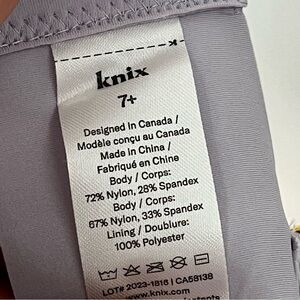 knix
7+
Designed in Canada /
Modèle conçu au Canada
Made in China /
Fabriqué en Chine
Body / Corps:
72% Nylon, 28% Spandex
Body / Corps:
67% Nylon, 33% Spandex
Lining / Doublure:
100% Polyester
LOT# 2023-1816 | CA58138
www.knix.com